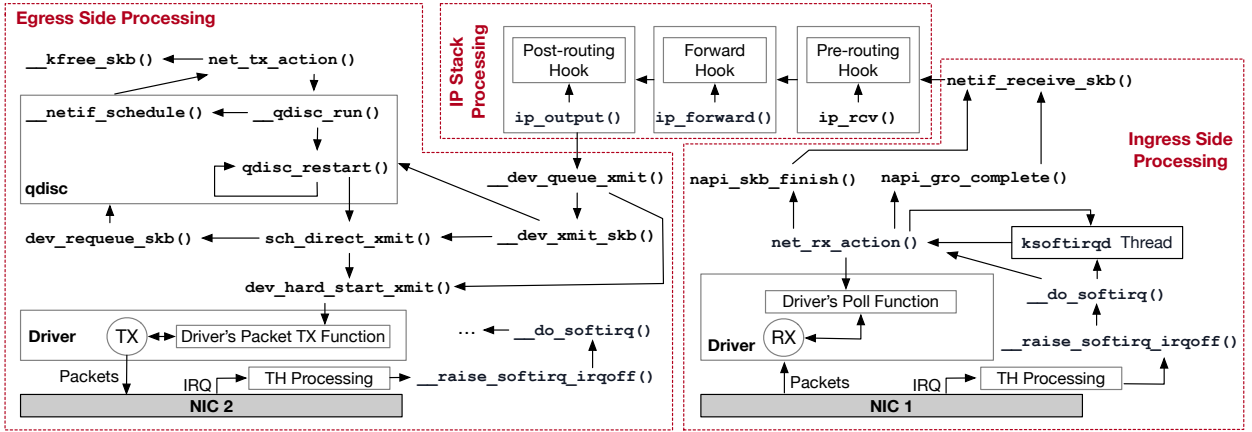 Egress Side Processing
__kfree_skb()
net_tx_action()
__netif_schedule()
__qdisc_run()
qdisc_restart()
qdisc
dev_requeue_skb()
sch_direct_xmit()
__dev_xmit_skb()
__dev_queue_xmit()
dev_hard_start_xmit()
Driver
TX
Driver's Packet TX Function
...
__do_softirq()
Packets
IRQ
TH Processing
__raise_softirq_irqoff()
NIC 2
IP Stack
Processing
Post-routing
Hook
ip_output()
Forward
Hook
ip_forward()
Pre-routing
Hook
ip_rcv()
netif_receive_skb()
Ingress Side
Processing
napi_skb_finish()
napi_gro_complete()
net_rx_action()
ksoftirqd Thread
Driver's Poll Function
__do_softirq()
RX
Driver
__raise_softirq_irqoff()
Packets
IRQ
TH Processing
NIC 1